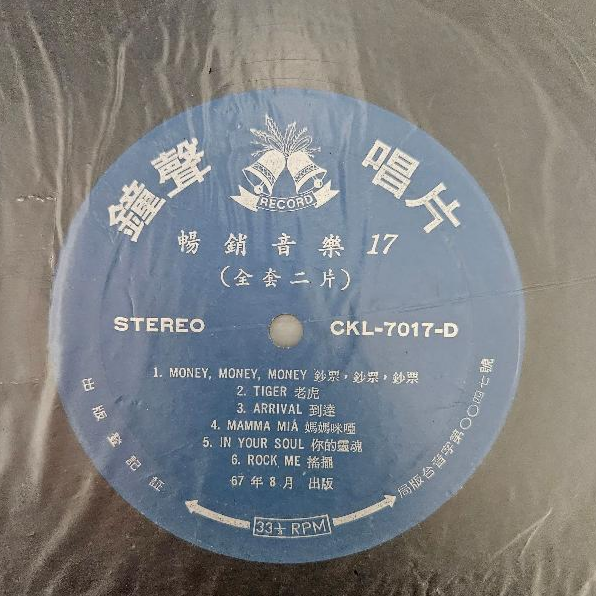 鐘聲 唱片
RECORD
暢銷音樂 17
(全套二片)
STEREO CKL-7017-D
1. MONEY, MONEY, MONEY 鈔票，鈔票，鈔票
2. TIGER 老虎
3. ARRIVAL 到達
4. MAMMA MIÁ 媽媽咪啞
5. IN YOUR SOUL 你的靈魂
6. ROCK ME 搖擺
67 年 8 月 出版
出版登記証
局版台音字第〇〇四七號
33⅓ RPM